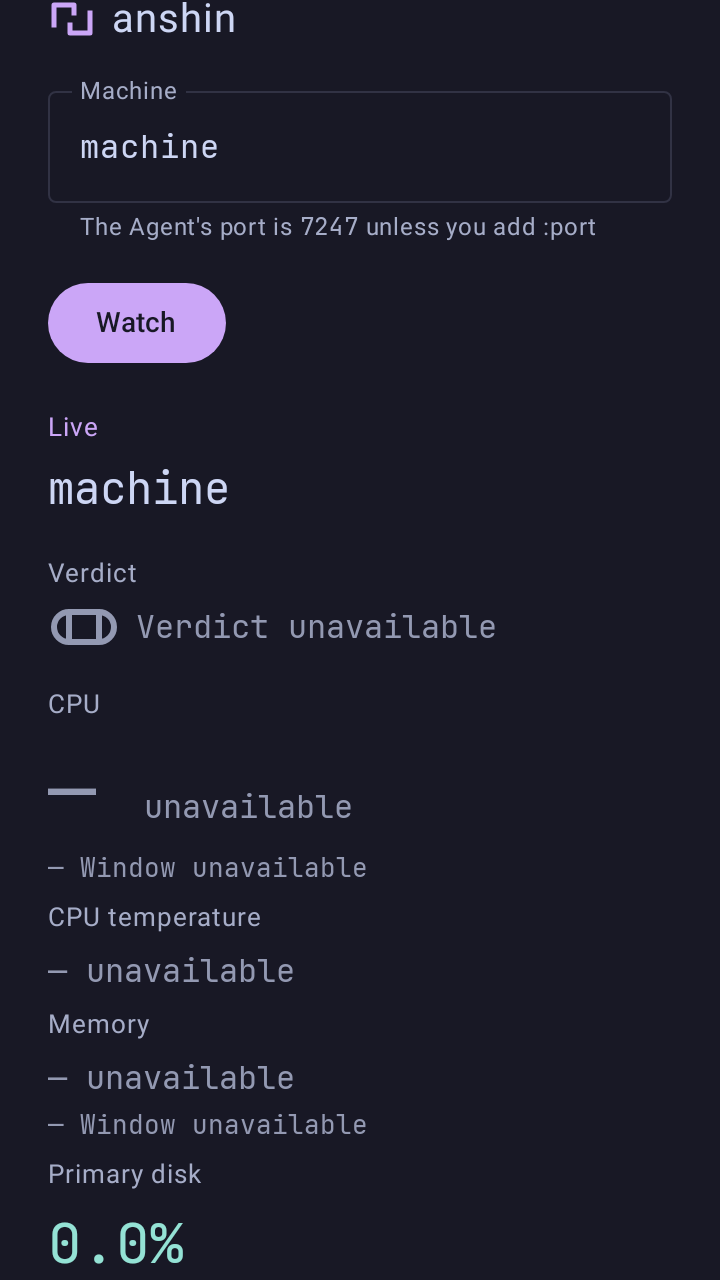 anshin
Machine
machine
The Agent's port is 7247 unless you add :port
Watch
Live
machine
Verdict
Verdict unavailable
CPU
— unavailable
— Window unavailable
CPU temperature
— unavailable
Memory
— unavailable
— Window unavailable
Primary disk
0.0%